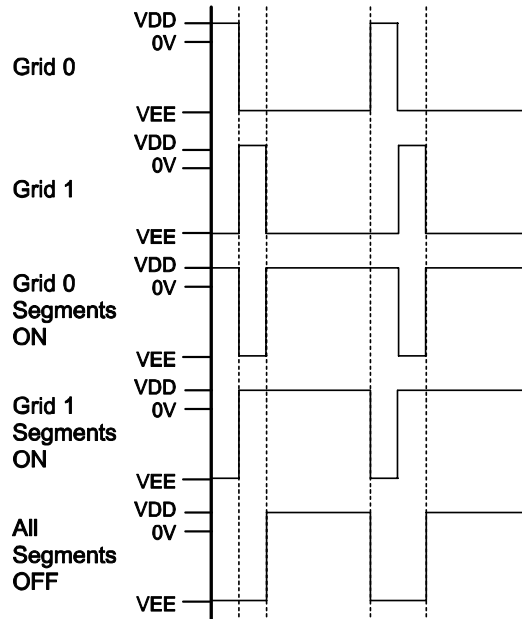 VDD
0V
Grid 0
VEE
VDD
0V
Grid 1
VEE
VDD
0V
Grid 0
Segments
ON
VEE
VDD
0V
Grid 1
Segments
ON
VEE
VDD
0V
All
Segments
OFF
VEE